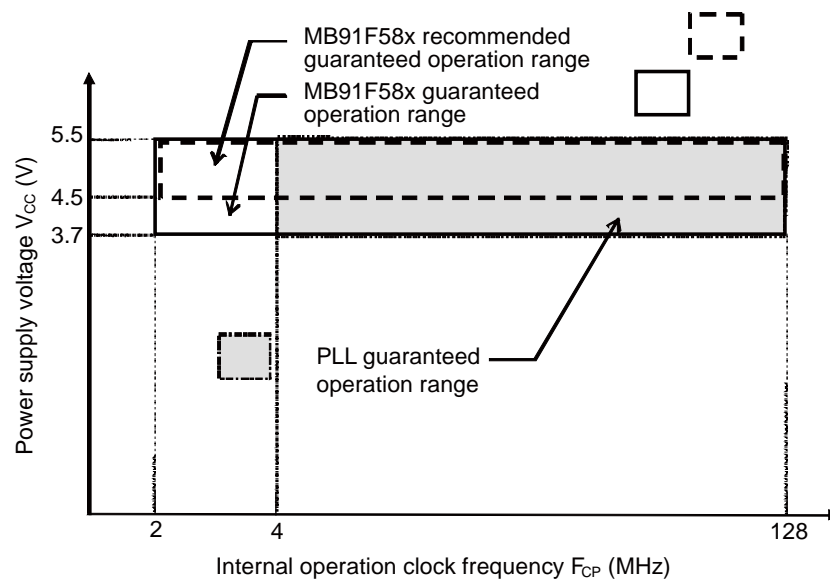 MB91F58x recommended
guaranteed operation range
MB91F58x guaranteed
operation range
5.5
4.5
3.7
Power supply voltage VCC (V)
PLL guaranteed
operation range
2
4
128
Internal operation clock frequency FCP (MHz)